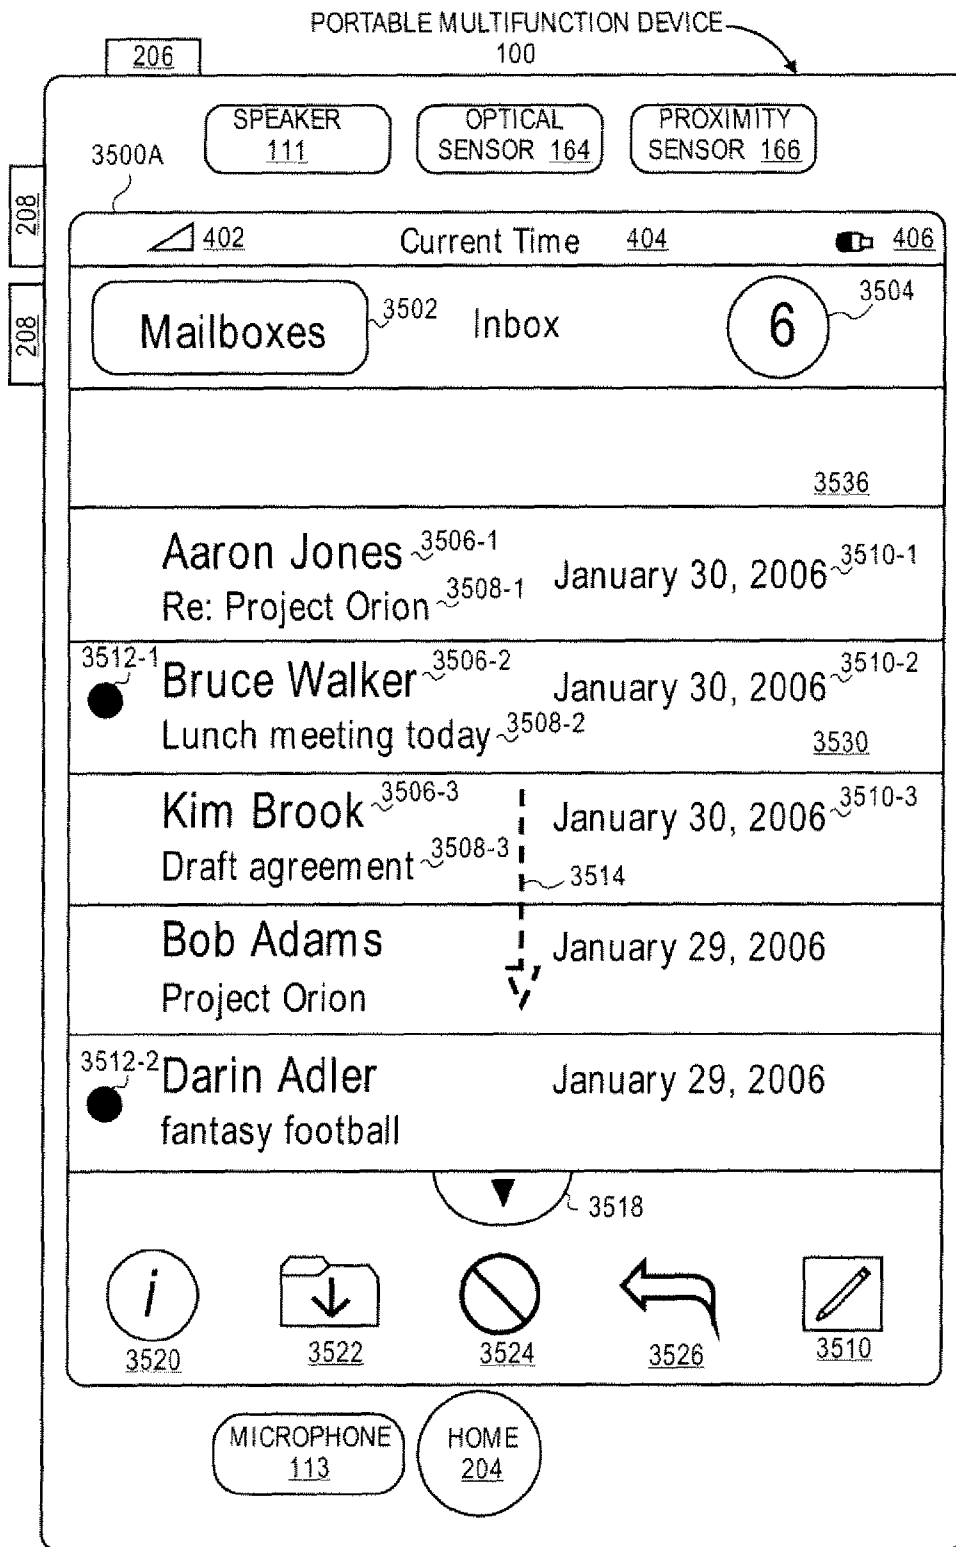 PORTABLE MULTIFUNCTION DEVICE
100
206
SPEAKER
111
OPTICAL
SENSOR 164
PROXIMITY
SENSOR 166
3500A
208
208
402
Current Time 404
406
Mailboxes
3502
Inbox
6
3504
3536
Aaron Jones 3506-1
Re: Project Orion 3508-1
January 30, 2006 3510-1
3512-1
Bruce Walker 3506-2
Lunch meeting today 3508-2
January 30, 2006 3510-2
3530
Kim Brook 3506-3
Draft agreement 3508-3
January 30, 2006 3510-3
3514
Bob Adams
Project Orion
January 29, 2006
3512-2
Darin Adler
fantasy football
January 29, 2006
3518
i
3520
3522
3524
3526
3510
MICROPHONE
113
HOME
204